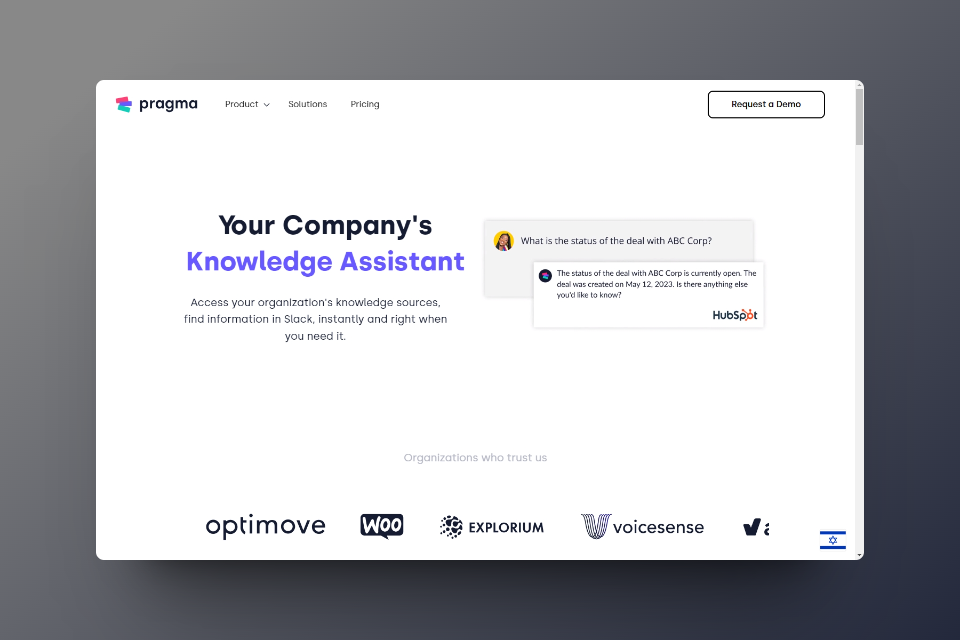 pragma
Product
Solutions
Pricing
Request a Demo
Your Company's
Knowledge Assistant
Access your organization's knowledge sources,
find information in Slack, instantly and right when
you need it.
What is the status of the deal with ABC Corp?
The status of the deal with ABC Corp is currently open. The
deal was created on May 12, 2023. Is there anything else
you'd like to know?
HubSpot
Organizations who trust us
optimove
WOO
EXPLORIUM
voicesense